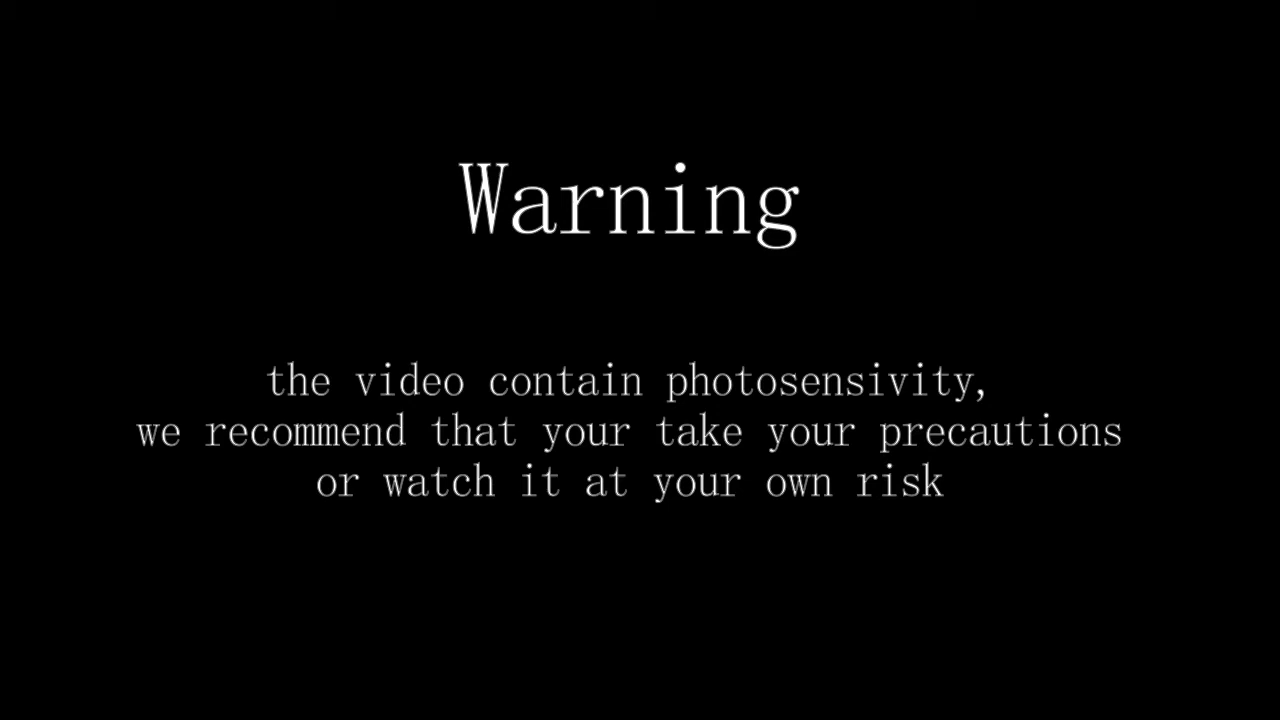 Warning
the video contain photosensivity,
we recommend that your take your precautions
or watch it at your own risk